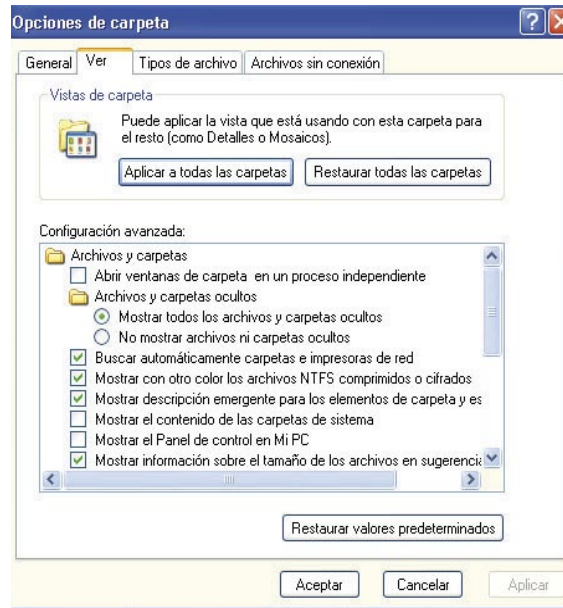 Opciones de carpeta
General
Ver
Tipos de archivo
Archivos sin conexión
Vistas de carpeta
Puede aplicar la vista que está usando con esta carpeta para
el resto (como Detalles o Mosaicos).
Aplicar a todas las carpetas
Restaurar todas las carpetas
Configuración avanzada:
Archivos y carpetas
Abrir ventanas de carpeta en un proceso independiente
Archivos y carpetas ocultos
Mostrar todos los archivos y carpetas ocultos
No mostrar archivos ni carpetas ocultos
Buscar automáticamente carpetas e impresoras de red
Mostrar con otro color los archivos NTFS comprimidos o cifrados
Mostrar descripción emergente para los elementos de carpeta y es
Mostrar el contenido de las carpetas de sistema
Mostrar el Panel de control en Mi PC
Mostrar información sobre el tamaño de los archivos en sugerencia
Restaurar valores predeterminados
Aceptar
Cancelar
Aplicar